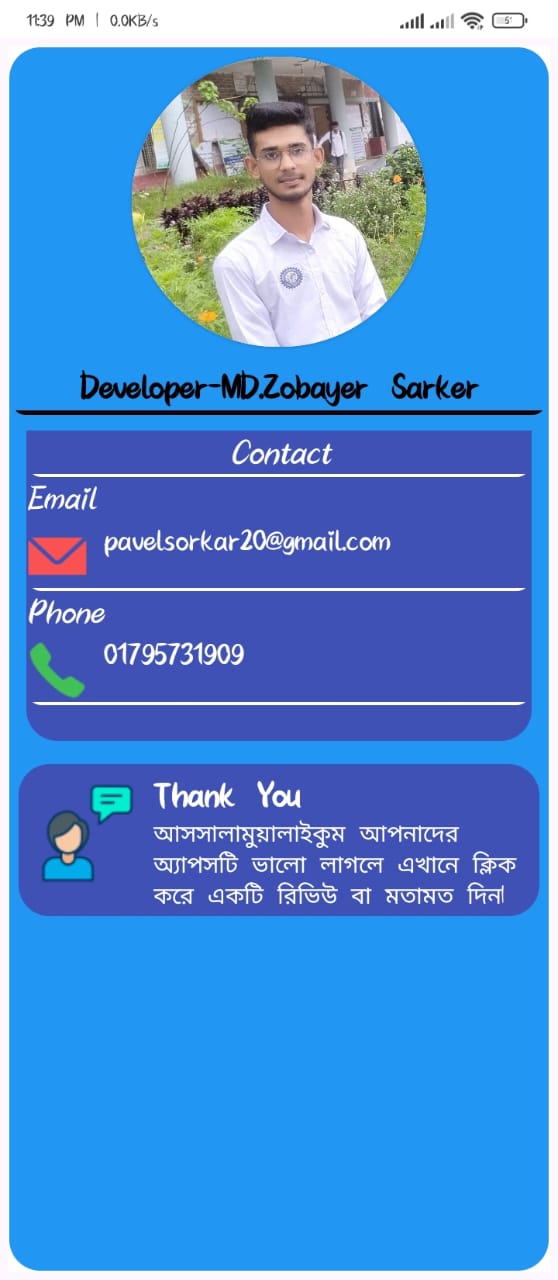 11:39 PM | 0.0KB/s
5
Developer-MD.Zobayer Sarker
Contact
Email
pavelsorkar20@gmail.com
Phone
01795731909
Thank You
আসসালামুয়ালাইকুম আপনাদের
অ্যাপসটি ভালো লাগলে এখানে ক্লিক
করে একটি রিভিউ বা মতামত দিন!